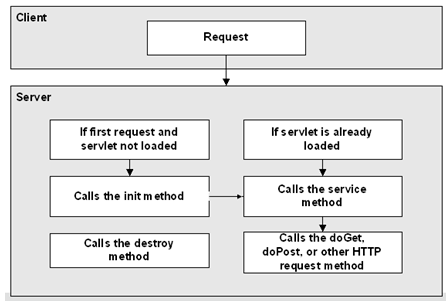 Client
Request
Server
If first request and
servlet not loaded
If servlet is already
loaded
Calls the init method
Calls the service
method
Calls the destroy
method
Calls the doGet,
doPost, or other HTTP
request method